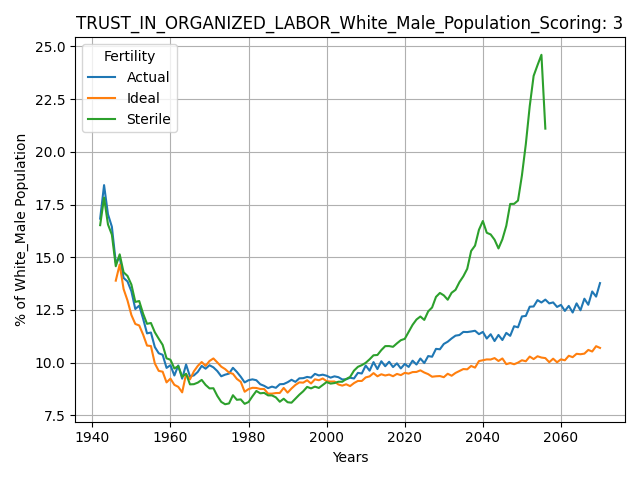 TRUST_IN_ORGANIZED_LABOR_White_Male_Population_Scoring: 3
Fertility
Actual
Ideal
Sterile
% of White_Male Population
25.0
22.5
20.0
17.5
15.0
12.5
10.0
7.5
1940 1960 1980 2000 2020 2040 2060
Years